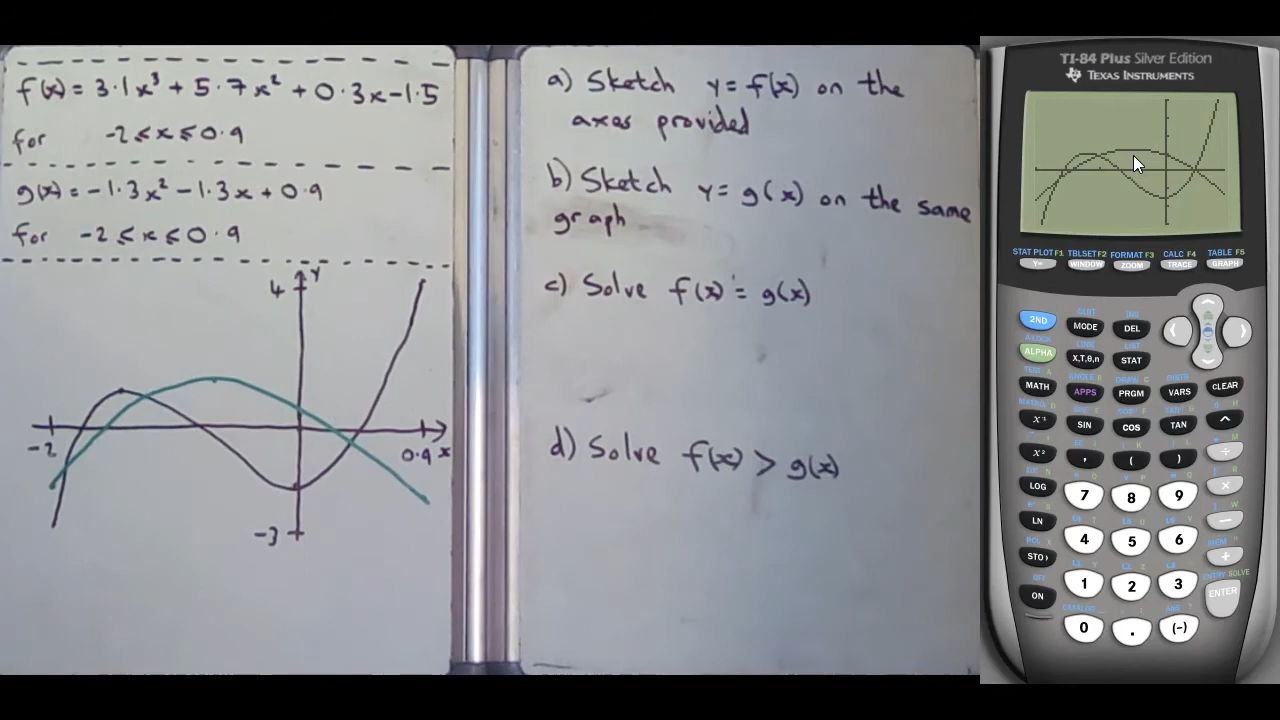 f(x) = 3·1x³ + 5·7x² + 0·3x - 1·5
for -2 ≤ x ≤ 0·9
g(x) = -1·3x² - 1·3x + 0·9
for -2 ≤ x ≤ 0·9
y
4
-2
0.9 x
-3
a) Sketch y = f(x) on the
axes provided
b) Sketch y = g(x) on the same
graph
c) Solve f(x) = g(x)
d) Solve f(x) > g(x)
TI-84 Plus Silver Edition
TEXAS INSTRUMENTS
STAT PLOT F1 TBLSET F2 FORMAT F3 CALC F4 TABLE F5
Y= WINDOW ZOOM TRACE GRAPH
2ND MODE DEL
ALPHA X,T,θ,n STAT
MATH APPS PRGM VARS CLEAR
x⁻¹ SIN COS TAN ^
x² , ( ) ÷
LOG 7 8 9 ×
LN 4 5 6 −
STO› 1 2 3 +
ON 0 . (-) ENTER